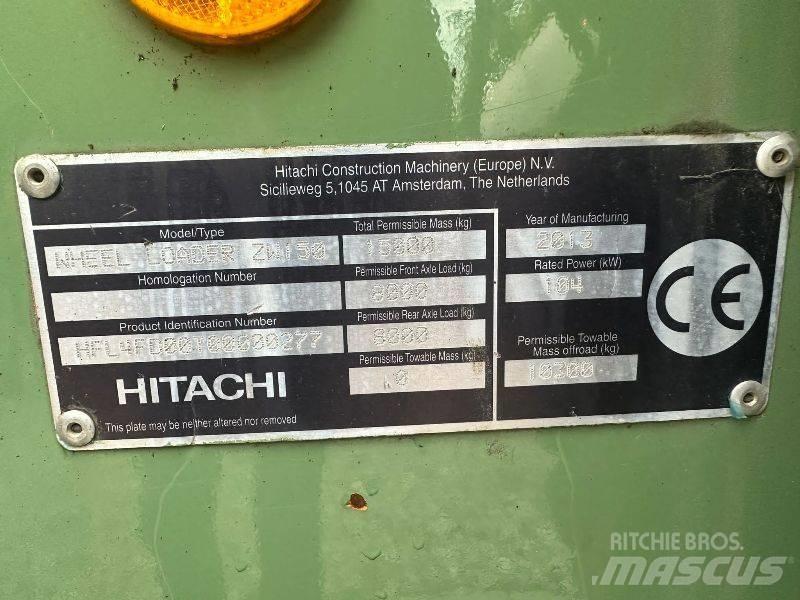 Hitachi Construction Machinery (Europe) N.V.
Sicilieweg 5,1045 AT Amsterdam, The Netherlands
Model/Type
WHEEL LOADER ZW150
Homologation Number
Product Identification Number
HITACHI
This plate may be neither altered nor removed
Total Permissible Mass (kg)
15000
Permissible Front Axle Load (kg)
8000
Permissible Rear Axle Load (kg)
8000
Permissible Towable Mass (kg)
0
Year of Manufacturing
2013
Rated Power (kW)
104
Permissible Towable
Mass offroad (kg)
10300
CE
RITCHIE BROS.
MASCUS